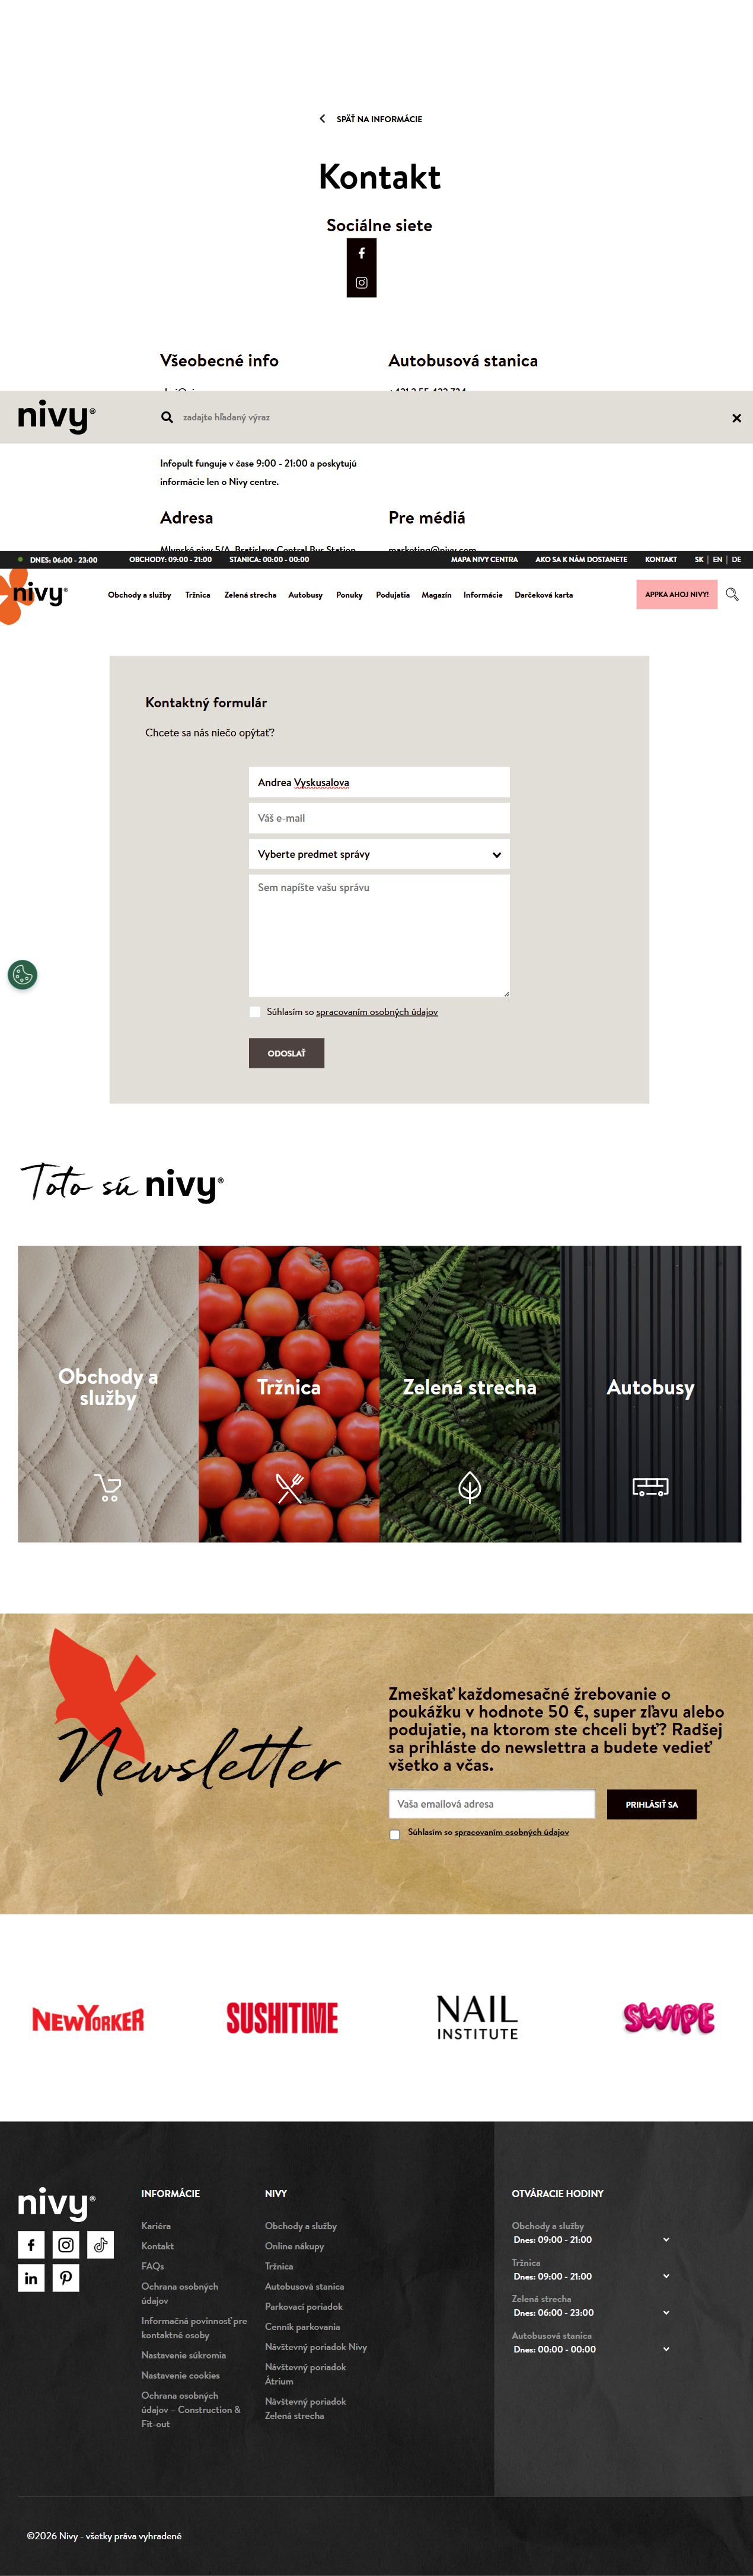 SPÄŤ NA INFORMÁCIE
Kontakt
Sociálne siete
Všeobecné info
Autobusová stanica
nivy®
zadajte hľadaný výraz
Infopult funguje v čase 9:00 - 21:00 a poskytujú
informácie len o Nivy centre.
Adresa
Pre médiá
Mlynské nivy 5/A, Bratislava Central Bus Station
marketing@nivy.com
DNES: 06:00 - 23:00
OBCHODY: 09:00 - 21:00
STANICA: 00:00 - 00:00
MAPA NIVY CENTRA
AKO SA K NÁM DOSTANETE
KONTAKT
SK | EN | DE
nivy®
Obchody a služby
Tržnica
Zelená strecha
Autobusy
Ponuky
Podujatia
Magazín
Informácie
Darčeková karta
APPKA AHOJ NIVY!
Kontaktný formulár
Chcete sa nás niečo opýtať?
Andrea Vyskusalova
Váš e-mail
Vyberte predmet správy
Sem napíšte vašu správu
Súhlasím so spracovaním osobných údajov
ODOSLAŤ
Toto sú nivy®
Obchody a
služby
Tržnica
Zelená strecha
Autobusy
Newsletter
Zmeškať každomesačné žrebovanie o
poukážku v hodnote 50 €, super zľavu alebo
podujatie, na ktorom ste chceli byť? Radšej
sa prihláste do newslettra a budete vedieť
všetko a včas.
Vaša emailová adresa
PRIHLÁSIŤ SA
Súhlasím so spracovaním osobných údajov
NEWYORKER
SUSHITIME
NAIL
INSTITUTE
SWIPE
nivy®
INFORMÁCIE
Kariéra
Kontakt
FAQs
Ochrana osobných
údajov
Informačná povinnosť pre
kontaktné osoby
Nastavenie súkromia
Nastavenie cookies
Ochrana osobných
údajov – Construction &
Fit-out
NIVY
Obchody a služby
Online nákupy
Tržnica
Autobusová stanica
Parkovací poriadok
Cenník parkovania
Návštevný poriadok Nivy
Návštevný poriadok
Átrium
Návštevný poriadok
Zelená strecha
OTVÁRACIE HODINY
Obchody a služby
Dnes: 09:00 - 21:00
Tržnica
Dnes: 09:00 - 21:00
Zelená strecha
Dnes: 06:00 - 23:00
Autobusová stanica
Dnes: 00:00 - 00:00
©2026 Nivy - všetky práva vyhradené